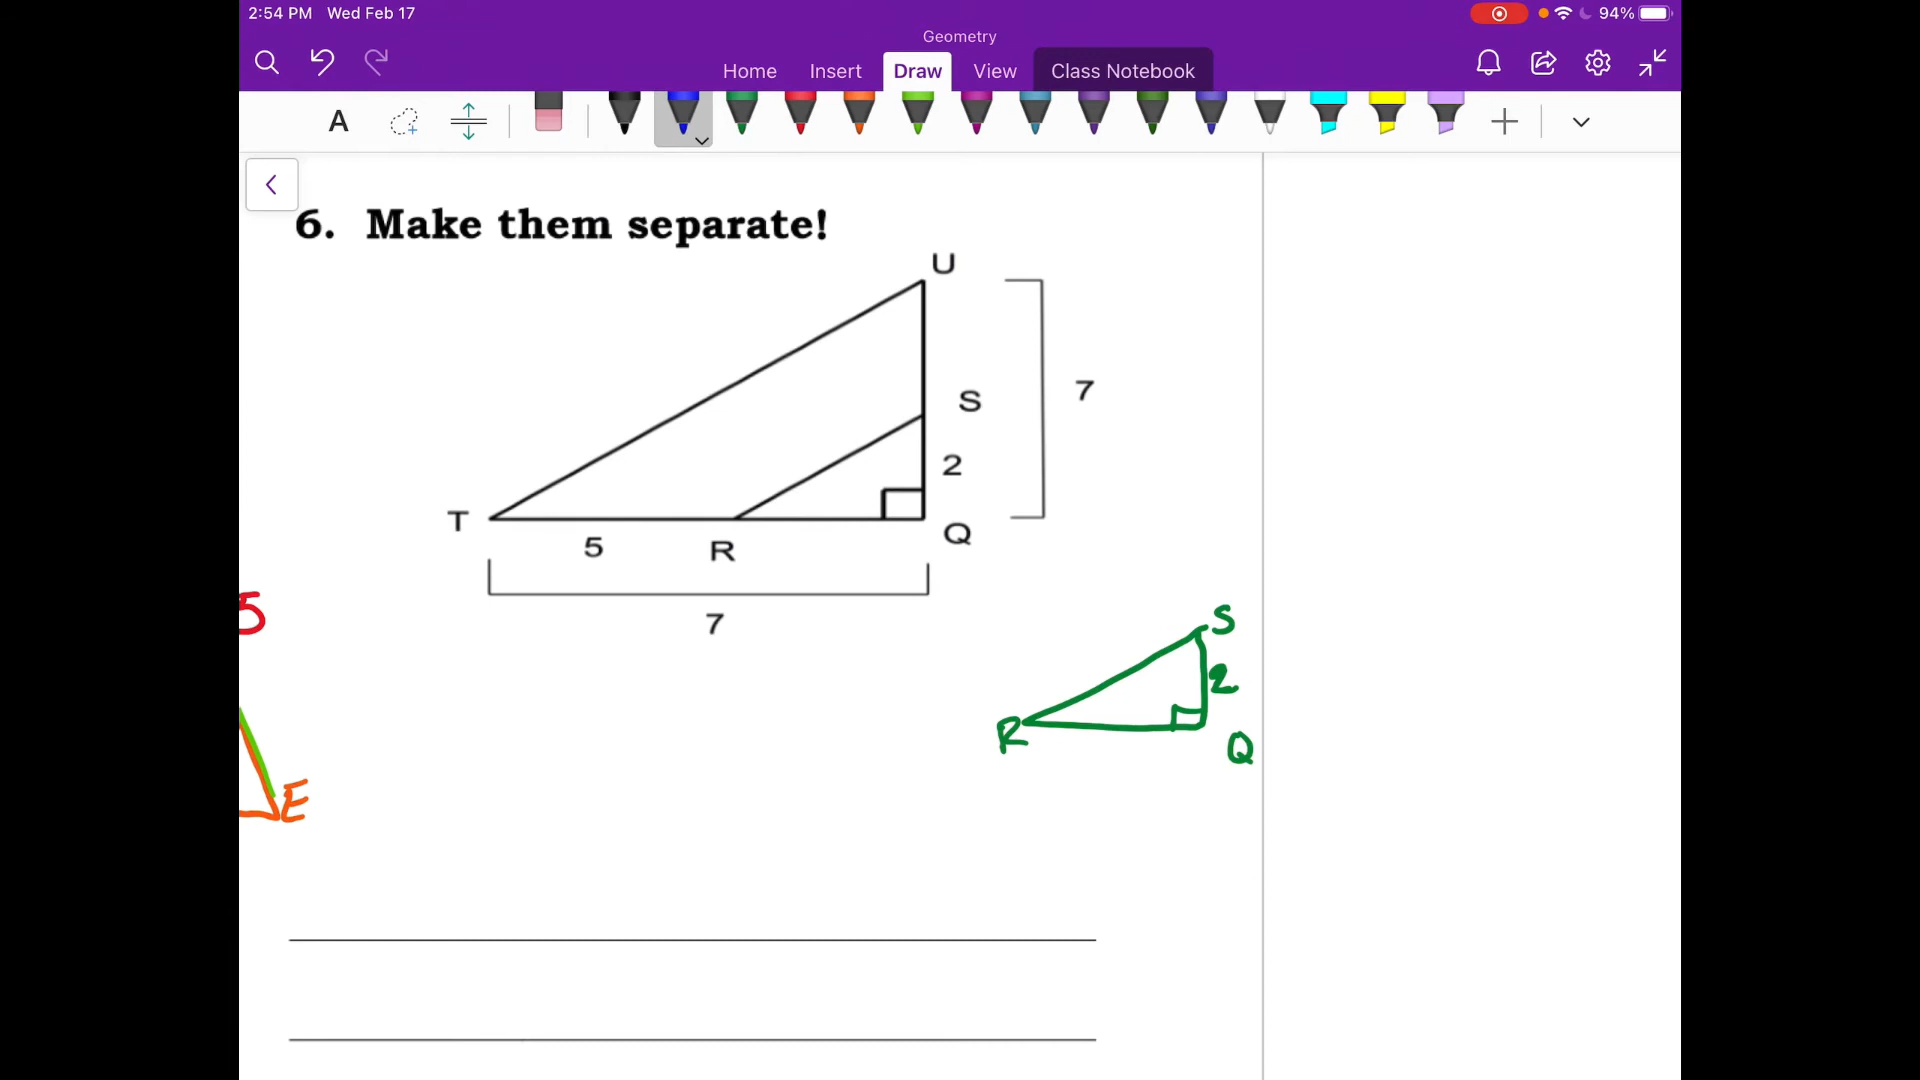 2:54 PM Wed Feb 17
94%
Geometry
Home Insert Draw View Class Notebook
A
6. Make them separate!
U
S
7
2
T
Q
5
R
7
5
S
2
R
Q
E